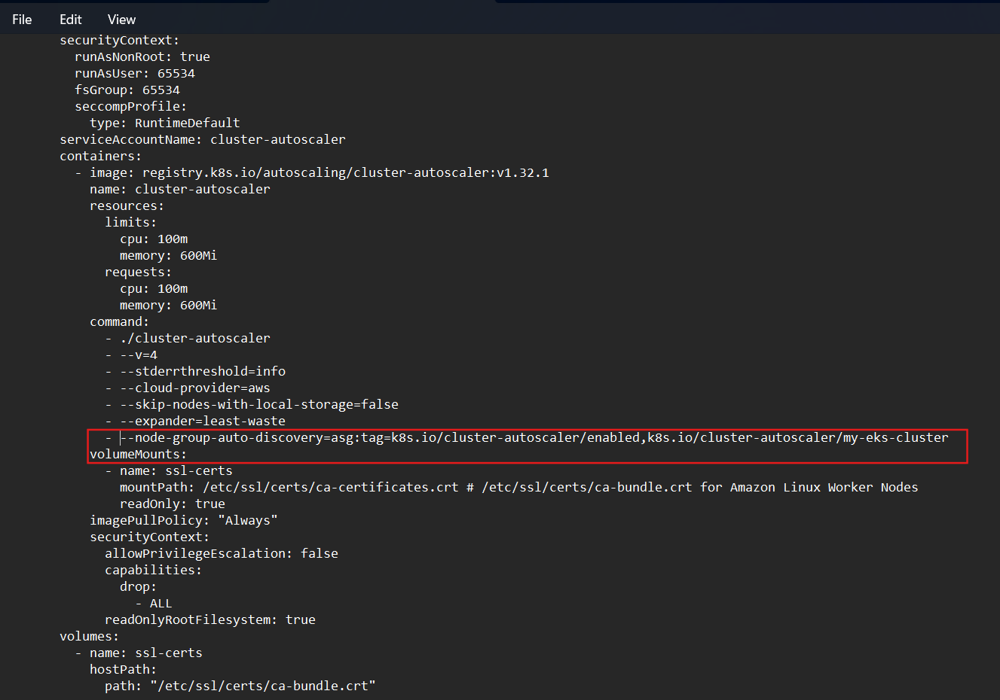 File Edit View
securityContext:
runAsNonRoot: true
runAsUser: 65534
fsGroup: 65534
seccompProfile:
type: RuntimeDefault
serviceAccountName: cluster-autoscaler
containers:
- image: registry.k8s.io/autoscaling/cluster-autoscaler:v1.32.1
name: cluster-autoscaler
resources:
limits:
cpu: 100m
memory: 600Mi
requests:
cpu: 100m
memory: 600Mi
command:
- ./cluster-autoscaler
- --v=4
- --stderrthreshold=info
- --cloud-provider=aws
- --skip-nodes-with-local-storage=false
- --expander=least-waste
- --node-group-auto-discovery=asg:tag=k8s.io/cluster-autoscaler/enabled,k8s.io/cluster-autoscaler/my-eks-cluster
volumeMounts:
- name: ssl-certs
mountPath: /etc/ssl/certs/ca-certificates.crt # /etc/ssl/certs/ca-bundle.crt for Amazon Linux Worker Nodes
readOnly: true
imagePullPolicy: "Always"
securityContext:
allowPrivilegeEscalation: false
capabilities:
drop:
- ALL
readOnlyRootFilesystem: true
volumes:
- name: ssl-certs
hostPath:
path: "/etc/ssl/certs/ca-bundle.crt"